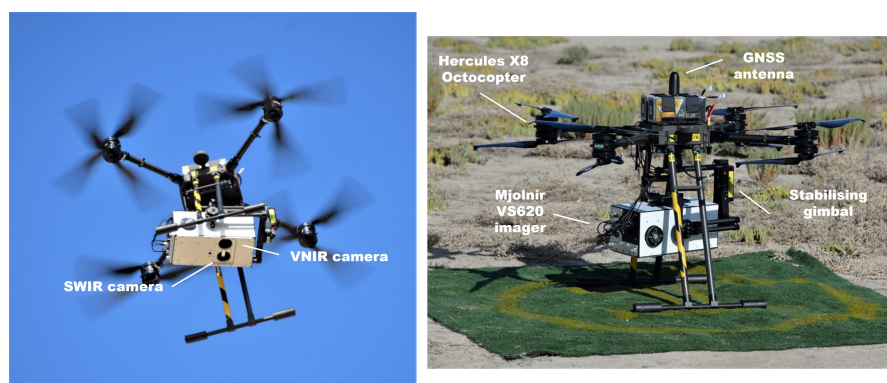 VNIR camera
SWIR camera
Hercules X8
Octocopter
GNSS
antenna
Mjolnir
VS620
imager
Stabilising
gimbal